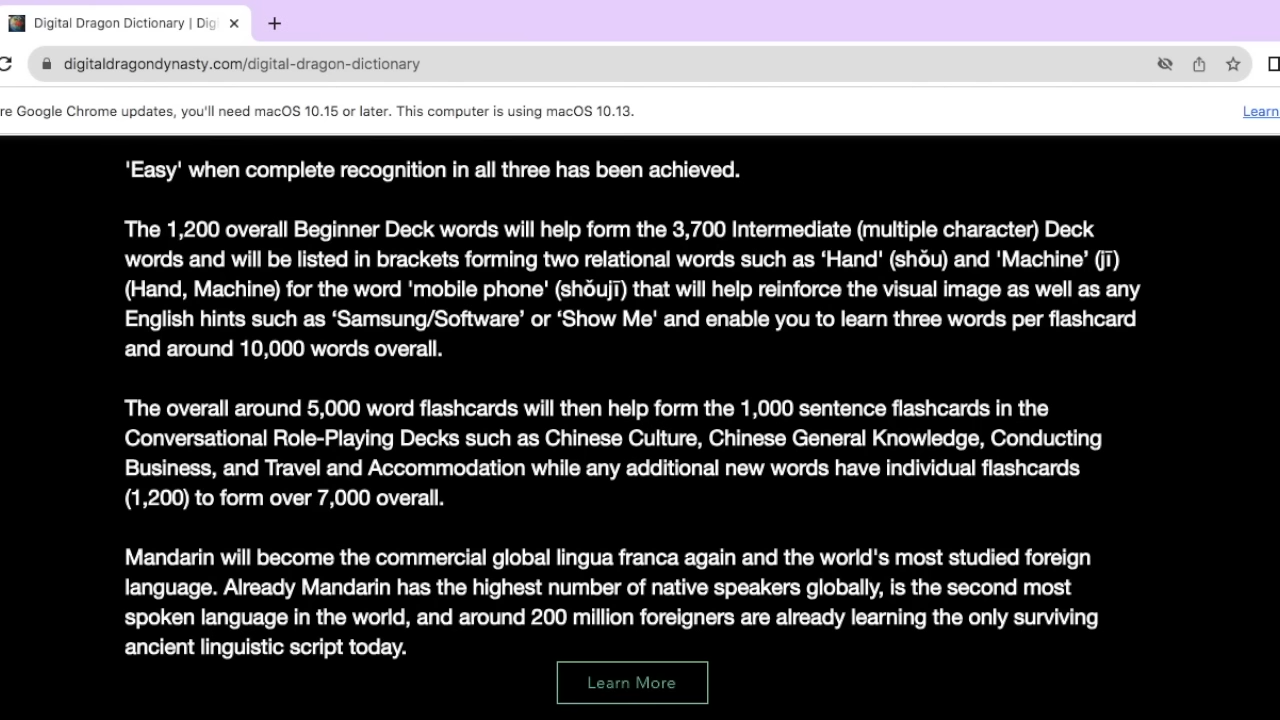 Digital Dragon Dictionary | Dig
digitaldragondynasty.com/digital-dragon-dictionary
re Google Chrome updates, you'll need macOS 10.15 or later. This computer is using macOS 10.13.
Learn
'Easy' when complete recognition in all three has been achieved.
The 1,200 overall Beginner Deck words will help form the 3,700 Intermediate (multiple character) Deck
words and will be listed in brackets forming two relational words such as ‘Hand' (shǒu) and 'Machine’ (jī)
(Hand, Machine) for the word 'mobile phone' (shǒujī) that will help reinforce the visual image as well as any
English hints such as ‘Samsung/Software’ or ‘Show Me' and enable you to learn three words per flashcard
and around 10,000 words overall.
The overall around 5,000 word flashcards will then help form the 1,000 sentence flashcards in the
Conversational Role-Playing Decks such as Chinese Culture, Chinese General Knowledge, Conducting
Business, and Travel and Accommodation while any additional new words have individual flashcards
(1,200) to form over 7,000 overall.
Mandarin will become the commercial global lingua franca again and the world's most studied foreign
language. Already Mandarin has the highest number of native speakers globally, is the second most
spoken language in the world, and around 200 million foreigners are already learning the only surviving
ancient linguistic script today.
Learn More